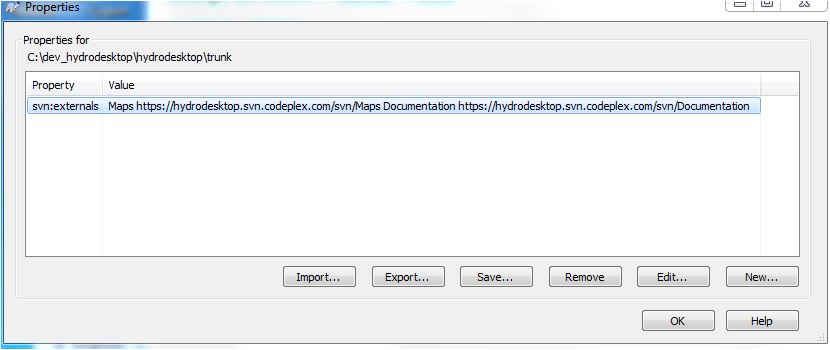 Properties
Properties for
C:\dev_hydrodesktop\hydrodesktop\trunk
Property Value
svn:externals Maps https://hydrodesktop.svn.codeplex.com/svn/Maps Documentation https://hydrodesktop.svn.codeplex.com/svn/Documentation
Import... Export... Save... Remove Edit... New...
OK Help